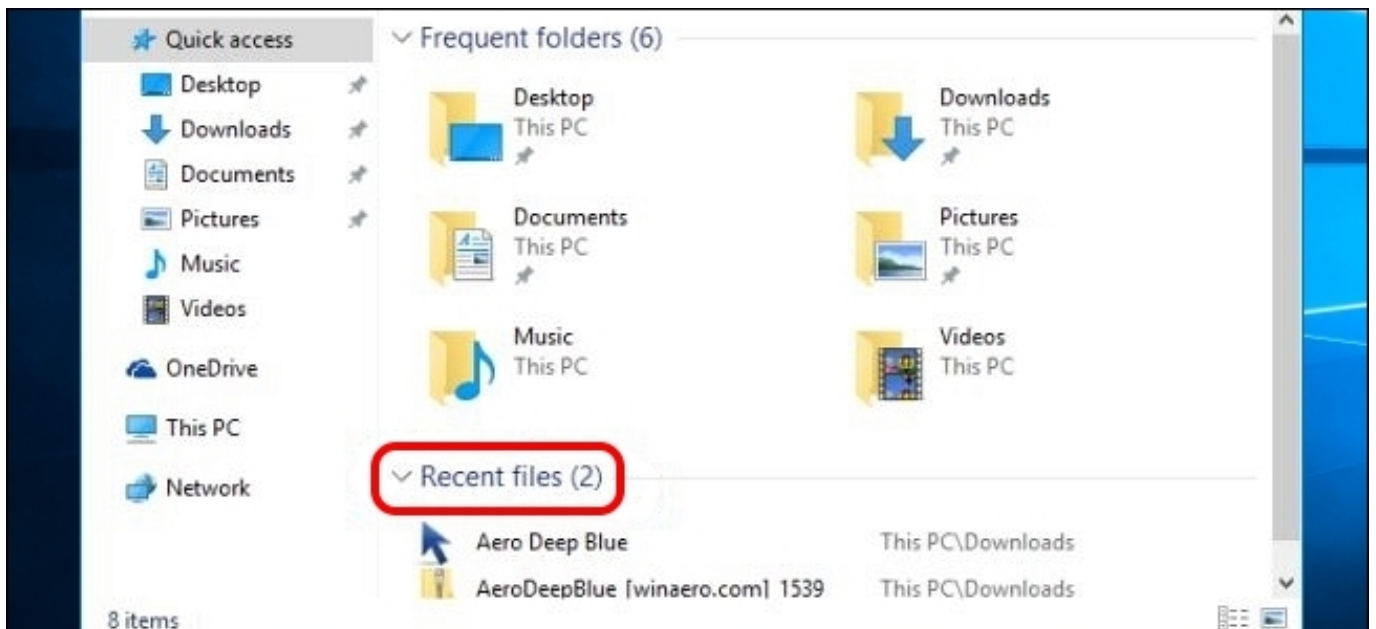 Quick access
Desktop
Downloads
Documents
Pictures
Music
Videos
OneDrive
This PC
Network
8 items
Frequent folders (6)
Desktop
This PC
Downloads
This PC
Documents
This PC
Pictures
This PC
Music
This PC
Videos
This PC
Recent files (2)
Aero Deep Blue This PC\Downloads
AeroDeepBlue [winaero.com] 1539 This PC\Downloads